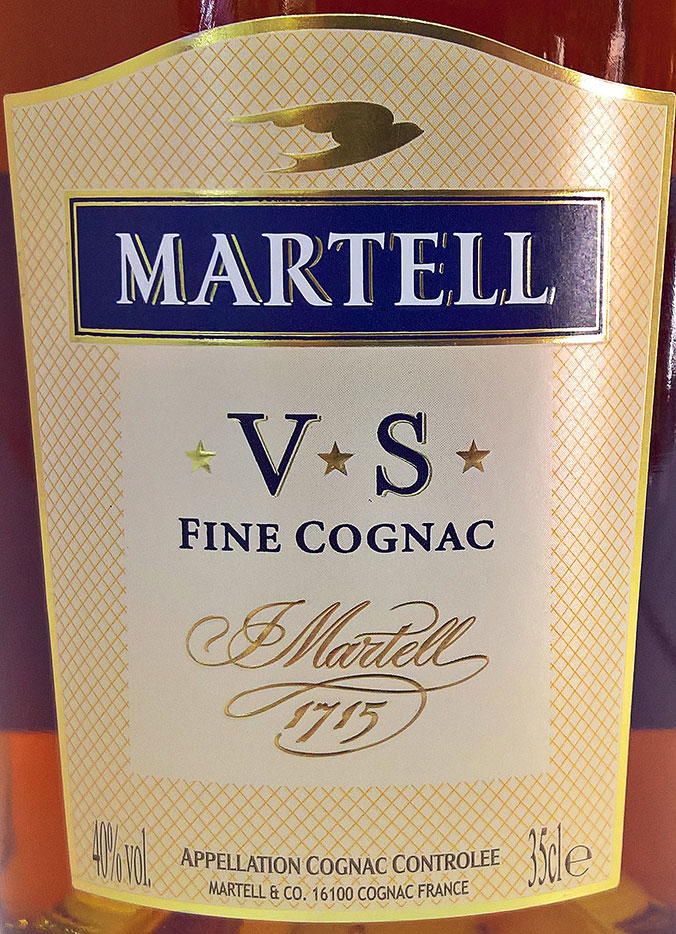 MARTELL
V★S★
FINE COGNAC
J Martell
1715
40% vol.
APPELLATION COGNAC CONTROLEE
35cl e
MARTELL & CO. 16100 COGNAC FRANCE